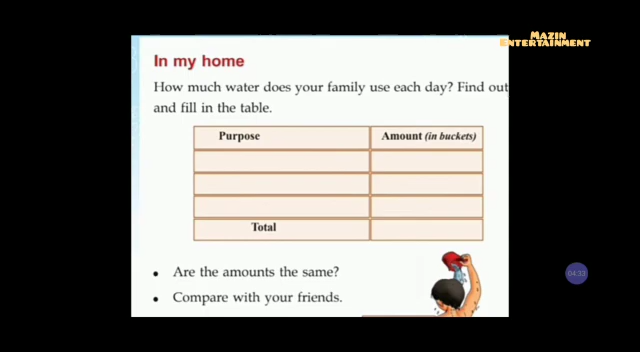 MAZIN
ENTERTAINMENT
In my home
How much water does your family use each day? Find out
and fill in the table.
Purpose Amount (in buckets)
Total
04:33
• Are the amounts the same?
• Compare with your friends.